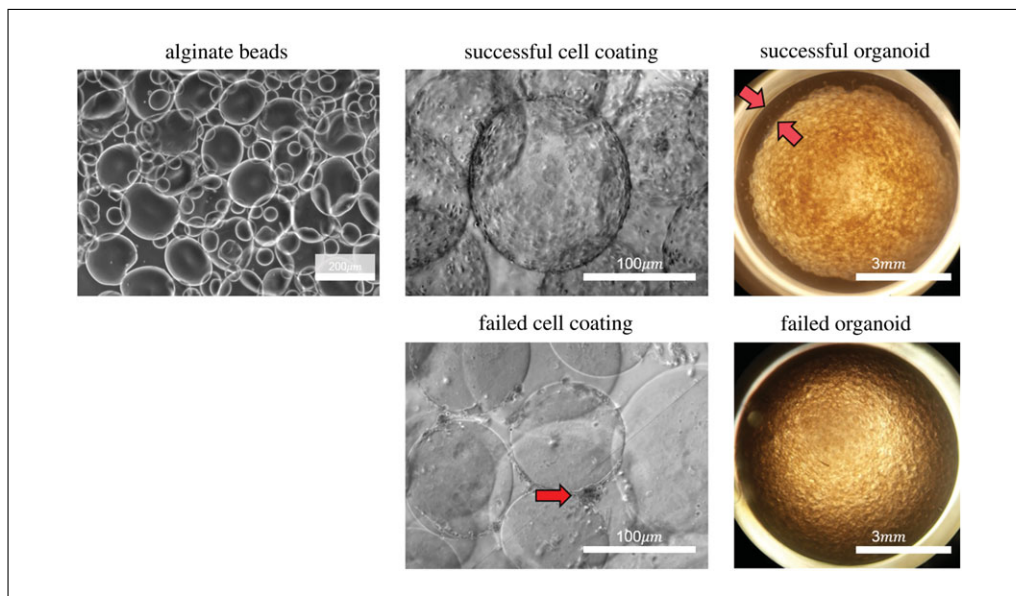 alginate beads
successful cell coating
successful organoid
200μm
100μm
3mm
failed cell coating
failed organoid
100μm
3mm